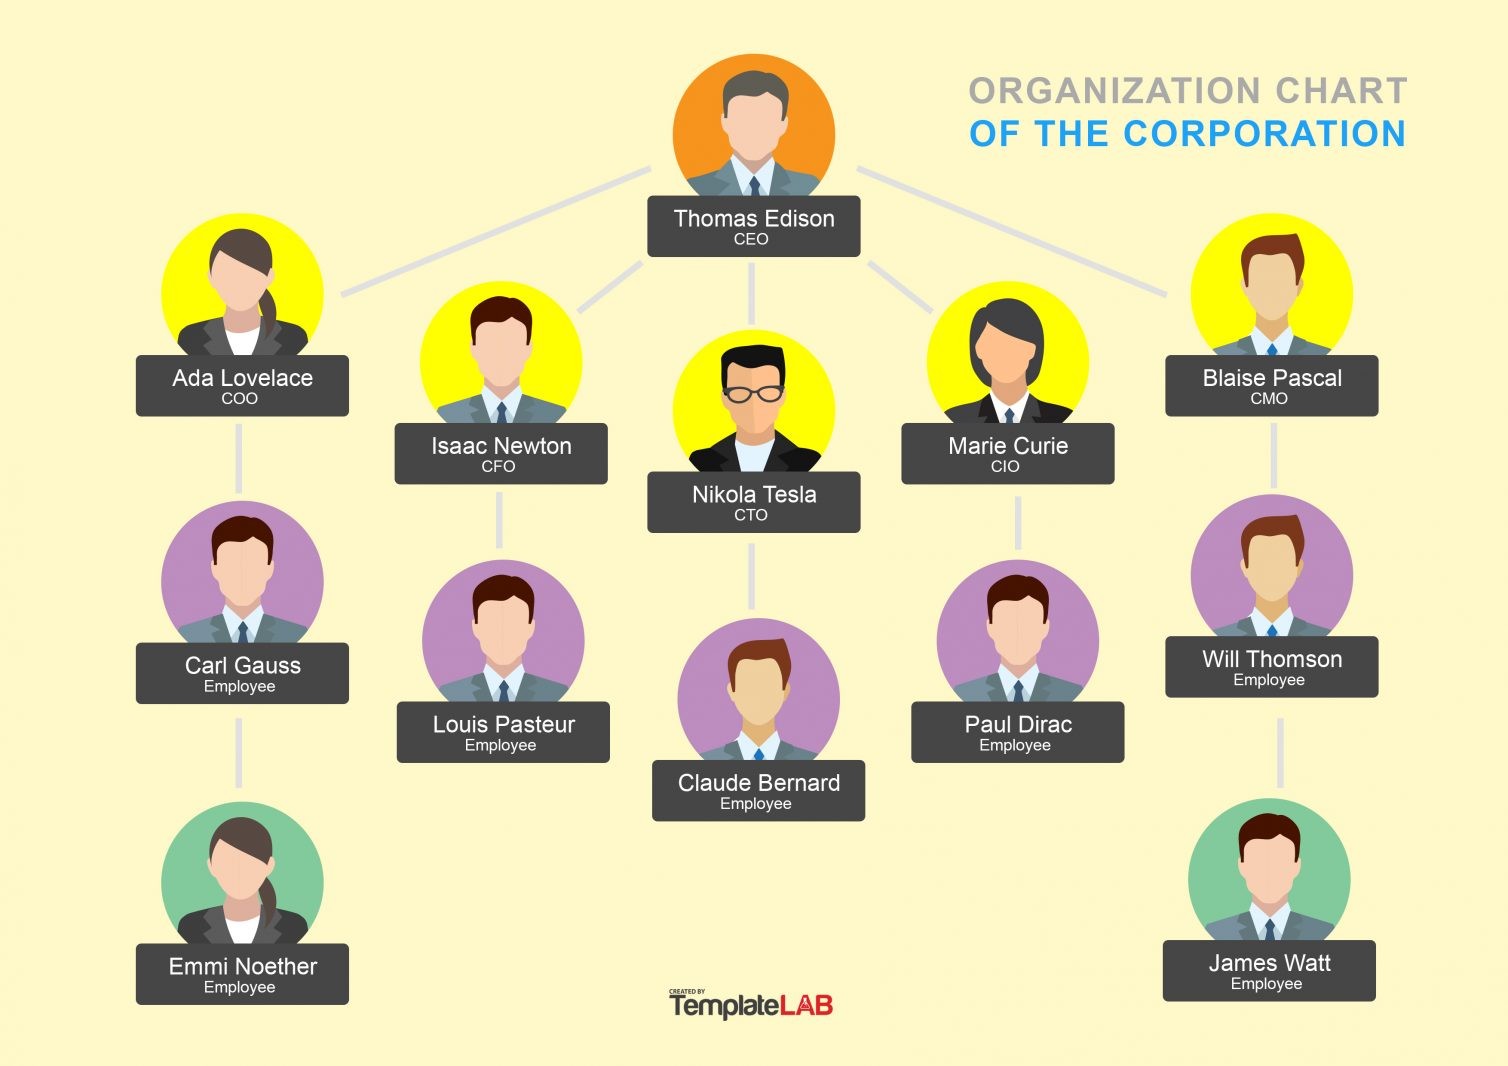 ORGANIZATION CHART
OF THE CORPORATION
Thomas Edison
CEO
Ada Lovelace
COO
Isaac Newton
CFO
Nikola Tesla
CTO
Marie Curie
CIO
Blaise Pascal
CMO
Carl Gauss
Employee
Louis Pasteur
Employee
Claude Bernard
Employee
Paul Dirac
Employee
Will Thomson
Employee
Emmi Noether
Employee
James Watt
Employee
CREATED BY
TemplateLAB